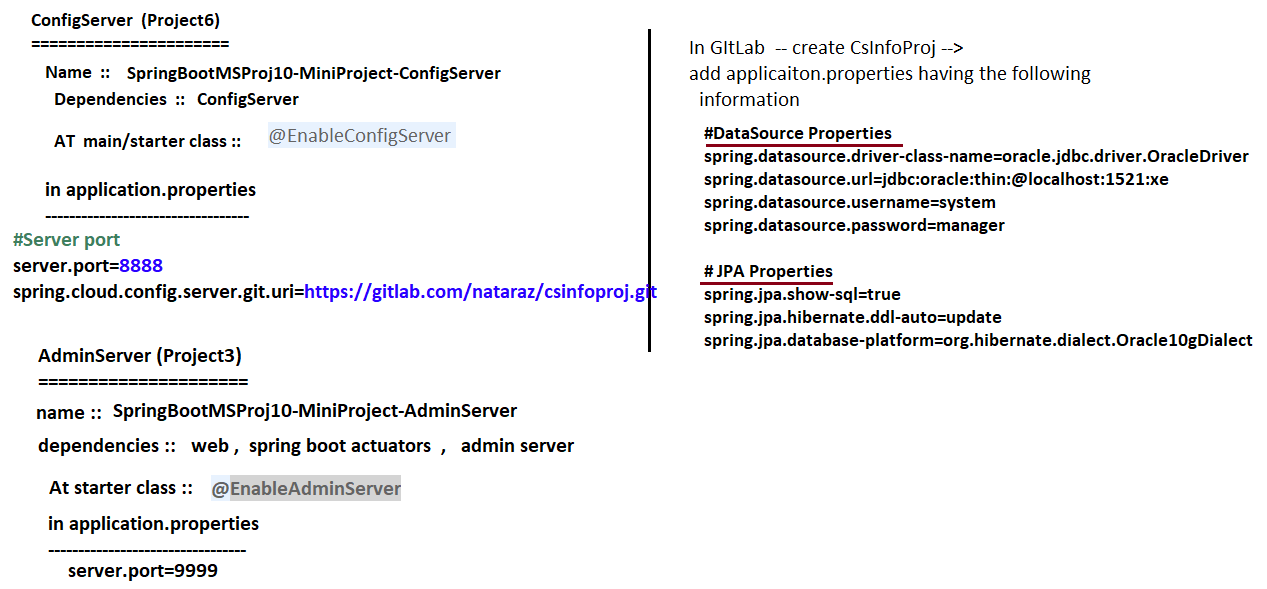 ConfigServer (Project6)
======================
Name :: SpringBootMSProj10-MiniProject-ConfigServer
Dependencies :: ConfigServer
AT main/starter class :: @EnableConfigServer
in application.properties
----------------------------------
#Server port
server.port=8888
spring.cloud.config.server.git.uri=https://gitlab.com/nataraz/csinfoproj.git
AdminServer (Project3)
=====================
name :: SpringBootMSProj10-MiniProject-AdminServer
dependencies :: web , spring boot actuators , admin server
At starter class :: @EnableAdminServer
in application.properties
---------------------------------
server.port=9999
In GItLab -- create CsInfoProj -->
add applicaiton.properties having the following
information
#DataSource Properties
spring.datasource.driver-class-name=oracle.jdbc.driver.OracleDriver
spring.datasource.url=jdbc:oracle:thin:@localhost:1521:xe
spring.datasource.username=system
spring.datasource.password=manager
# JPA Properties
spring.jpa.show-sql=true
spring.jpa.hibernate.ddl-auto=update
spring.jpa.database-platform=org.hibernate.dialect.Oracle10gDialect